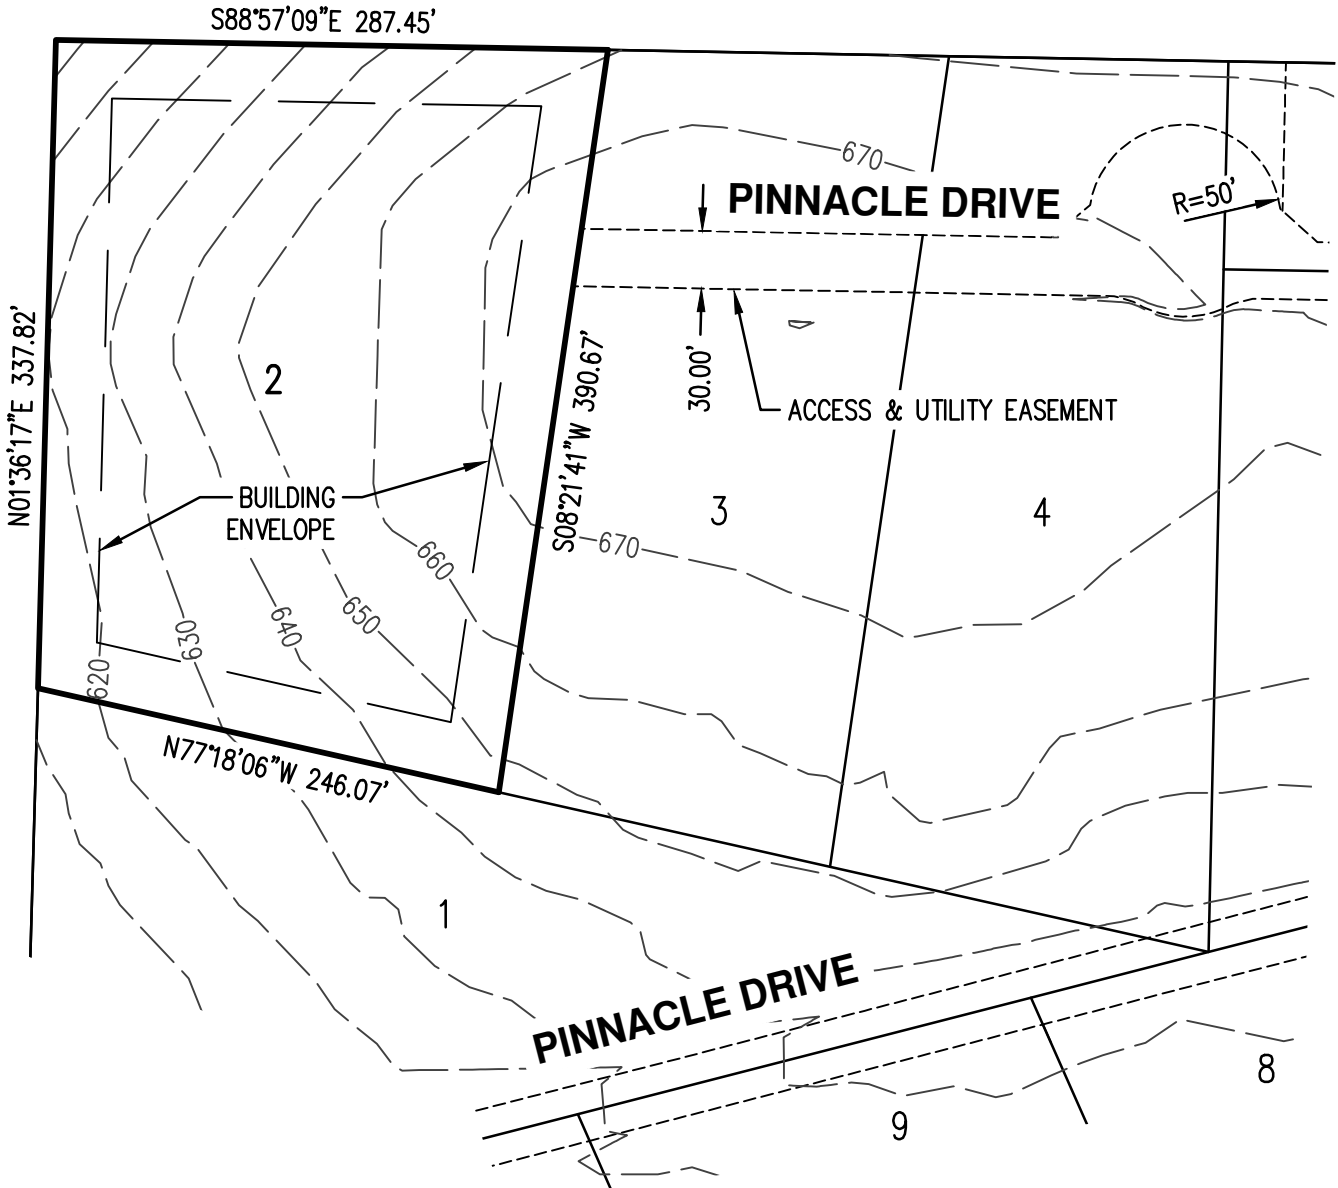 S88°57'09"E 287.45'
670
PINNACLE DRIVE
R=50'
N01°36'17"E 337.82'
2
S08°21'41"W 390.67'
30.00'
ACCESS & UTILITY EASEMENT
BUILDING
ENVELOPE
3
4
670
660
650
640
630
620
N77°18'06"W 246.07'
1
PINNACLE DRIVE
8
9